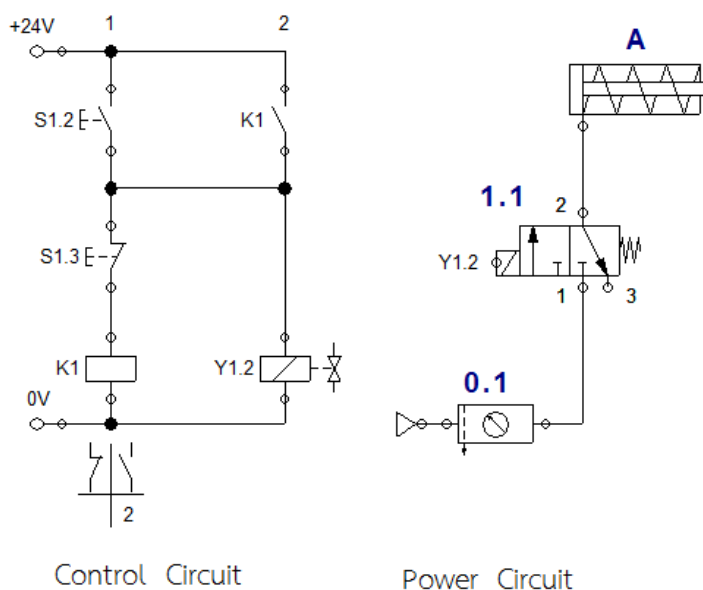 +24V
1
2
A
S1.2
K1
1.1
2
S1.3
Y1.2
1
3
K1
Y1.2
0V
0.1
2
Control Circuit
Power Circuit